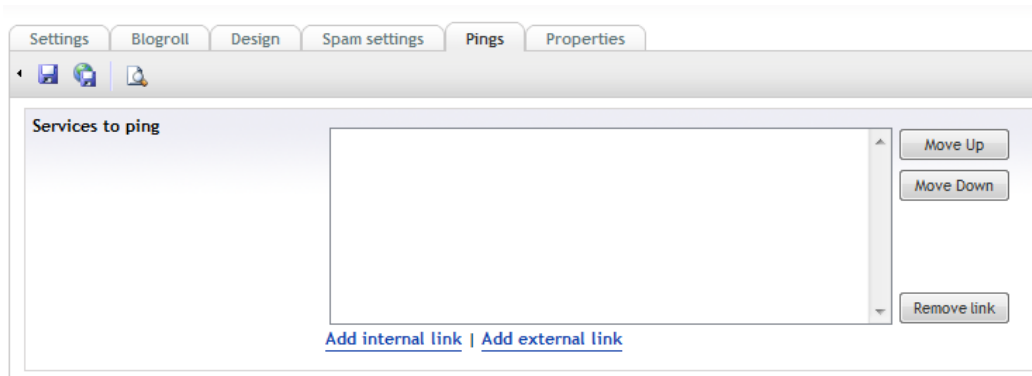 Settings Blogroll Design Spam settings Pings Properties
Services to ping
Move Up
Move Down
Remove link
Add internal link | Add external link